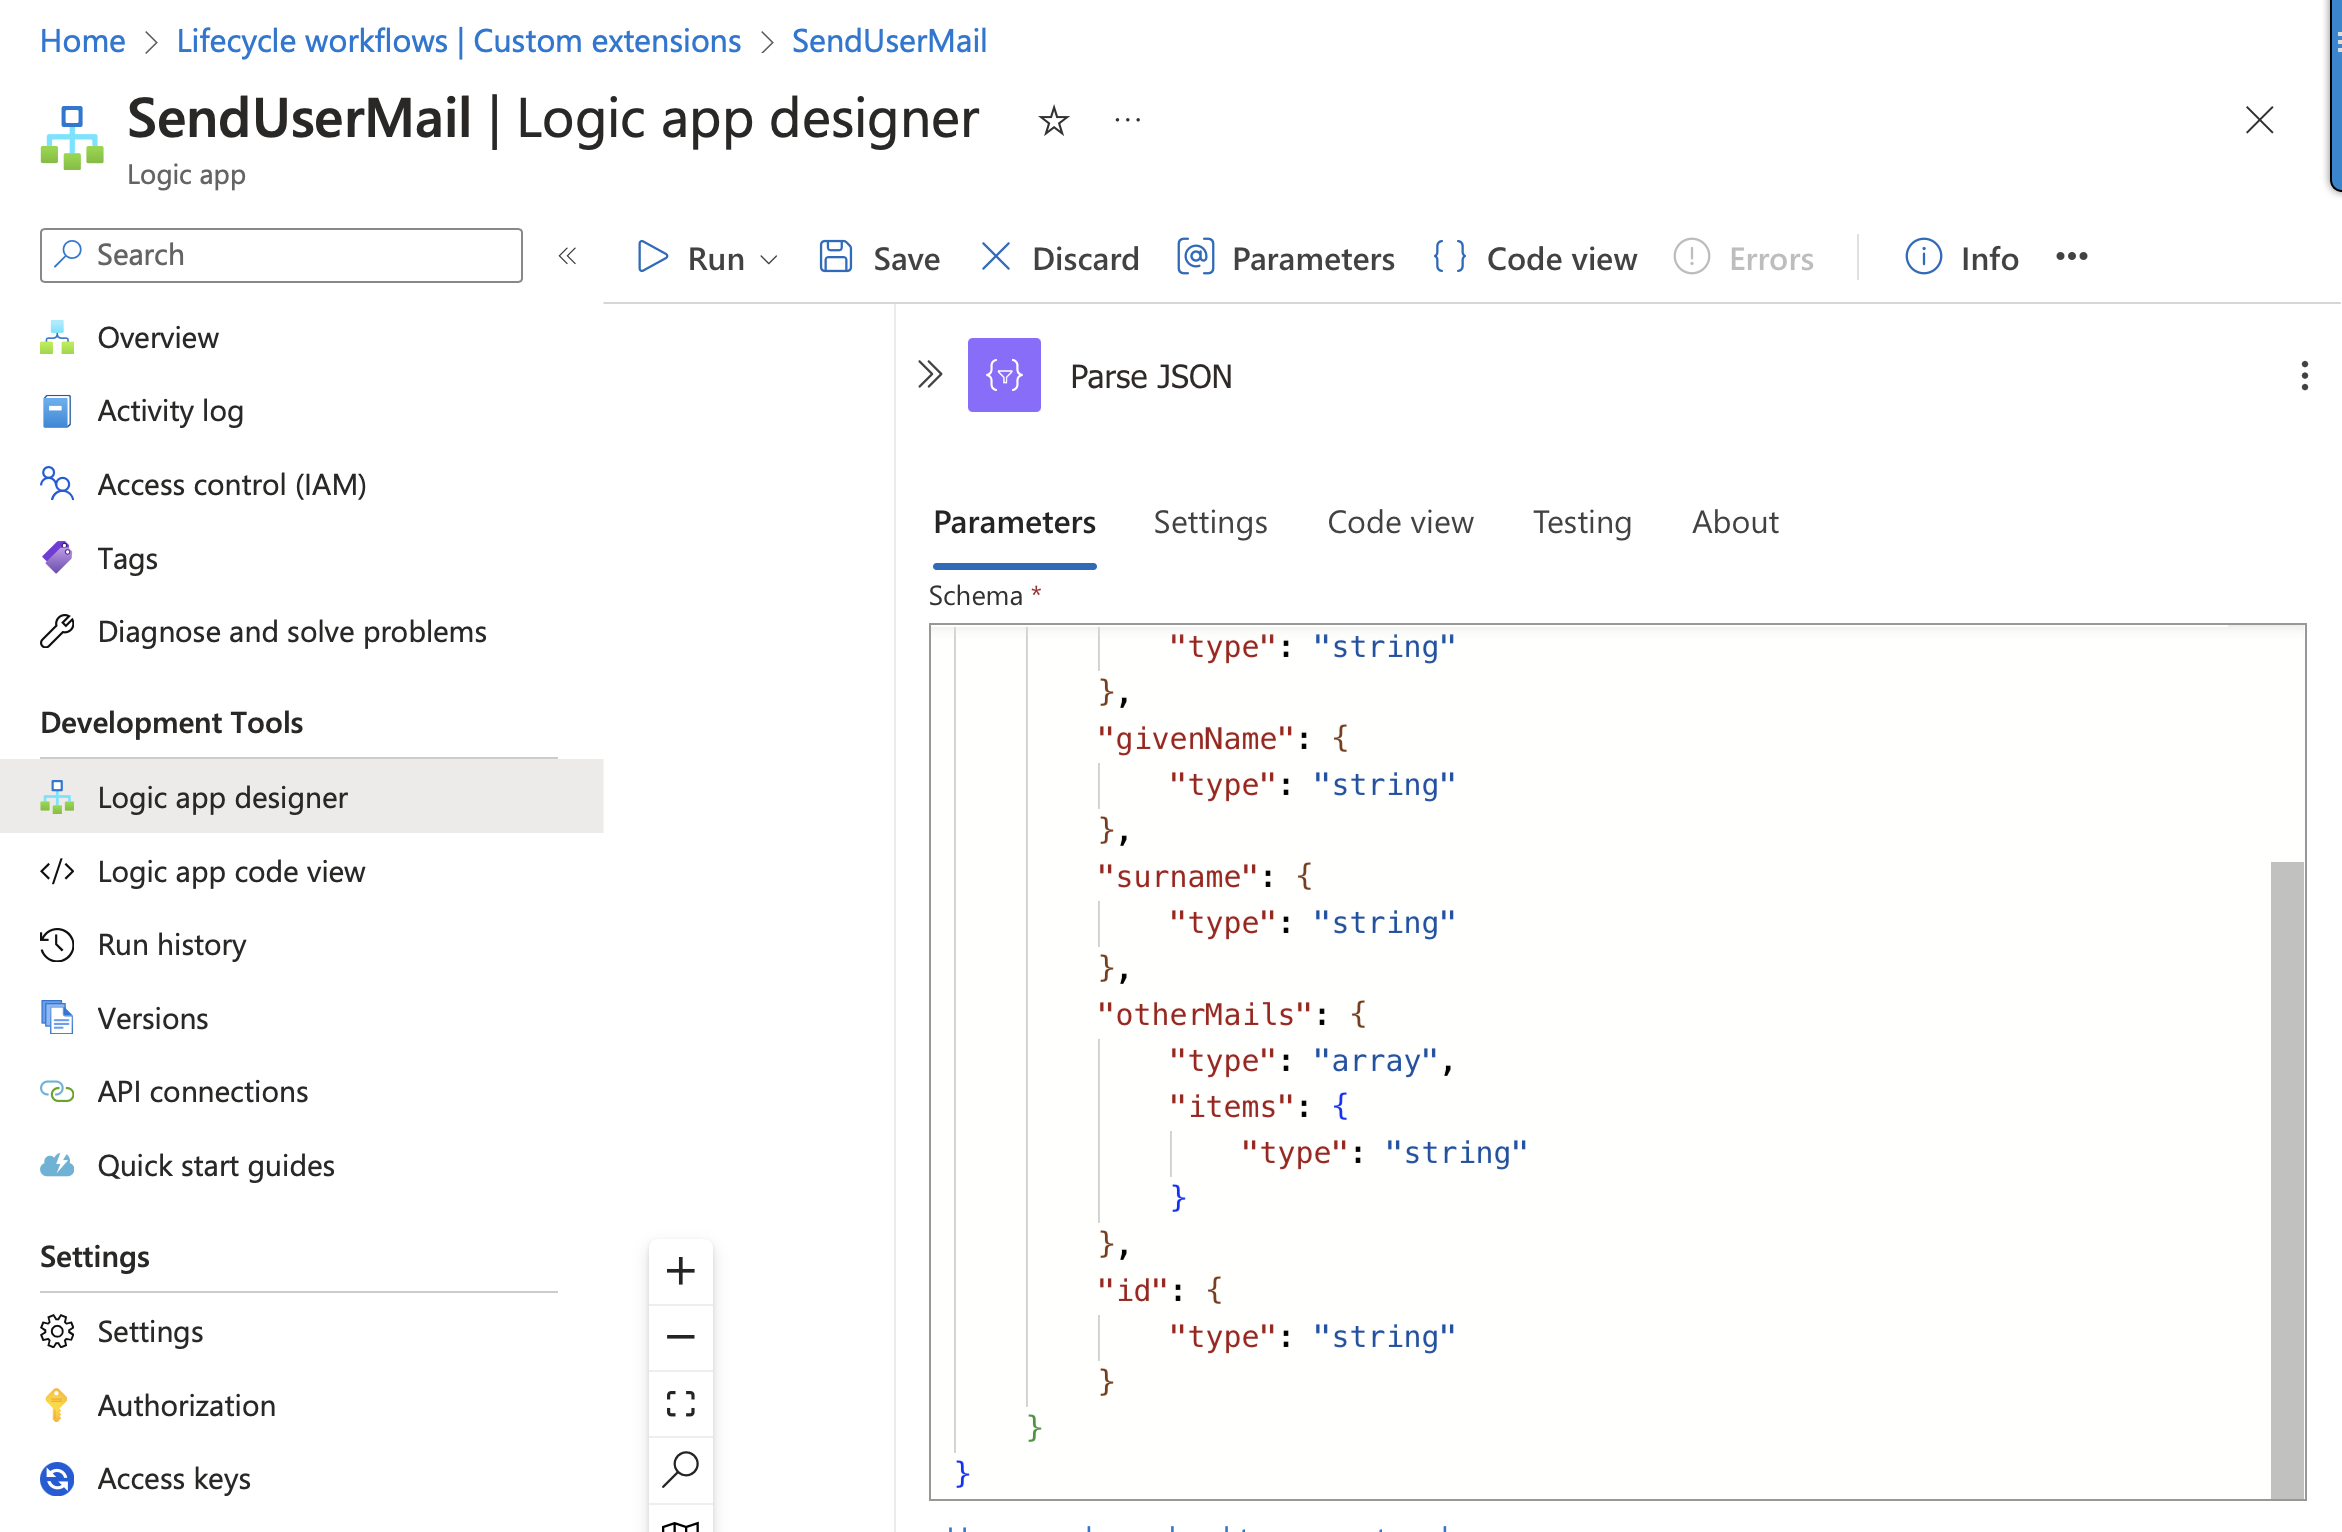 Home > Lifecycle workflows | Custom extensions > SendUserMail
SendUserMail | Logic app designer
Logic app
Search
Run
Save
Discard
Parameters
Code view
Errors
Info
Overview
Activity log
Access control (IAM)
Tags
Diagnose and solve problems
Development Tools
Logic app designer
Logic app code view
Run history
Versions
API connections
Quick start guides
Settings
Settings
Authorization
Access keys
Parse JSON
Parameters
Settings
Code view
Testing
About
Schema *
"type": "string"
},
"givenName": {
"type": "string"
},
"surname": {
"type": "string"
},
"otherMails": {
"type": "array",
"items": {
"type": "string"
}
},
"id": {
"type": "string"
}
}
}